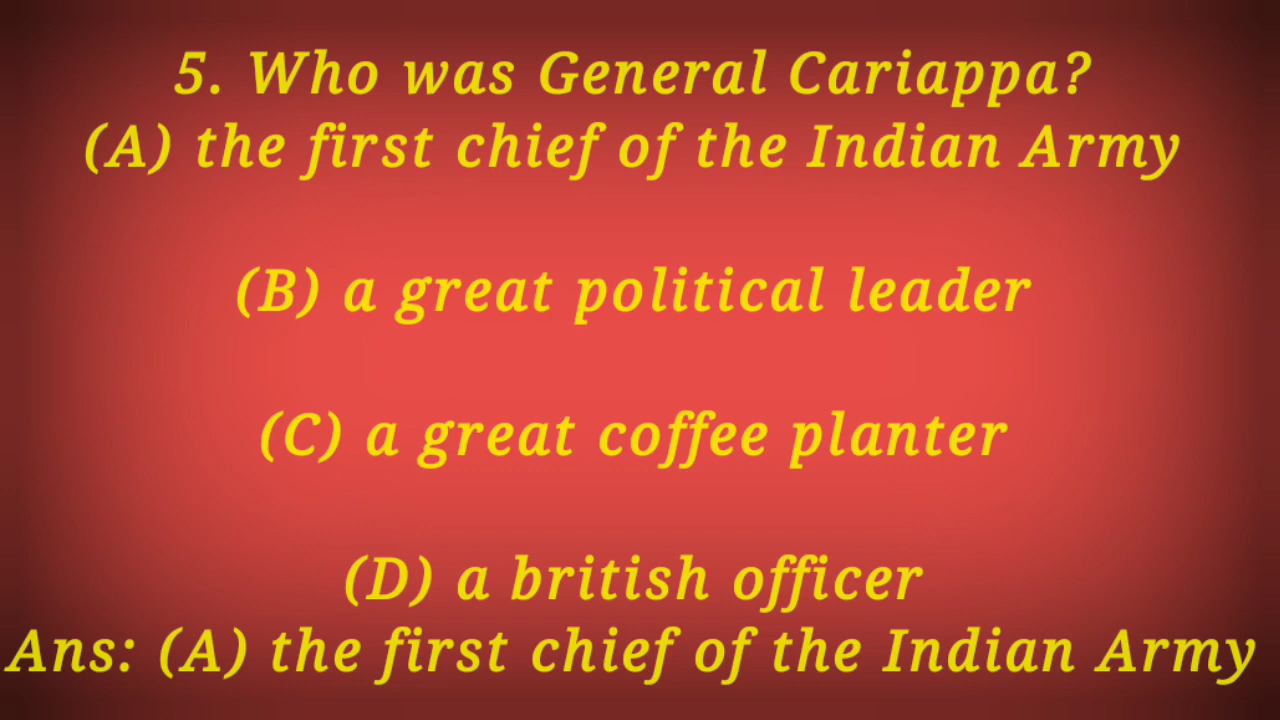 5. Who was General Cariappa?
(A) the first chief of the Indian Army
(B) a great political leader
(C) a great coffee planter
(D) a british officer
Ans: (A) the first chief of the Indian Army